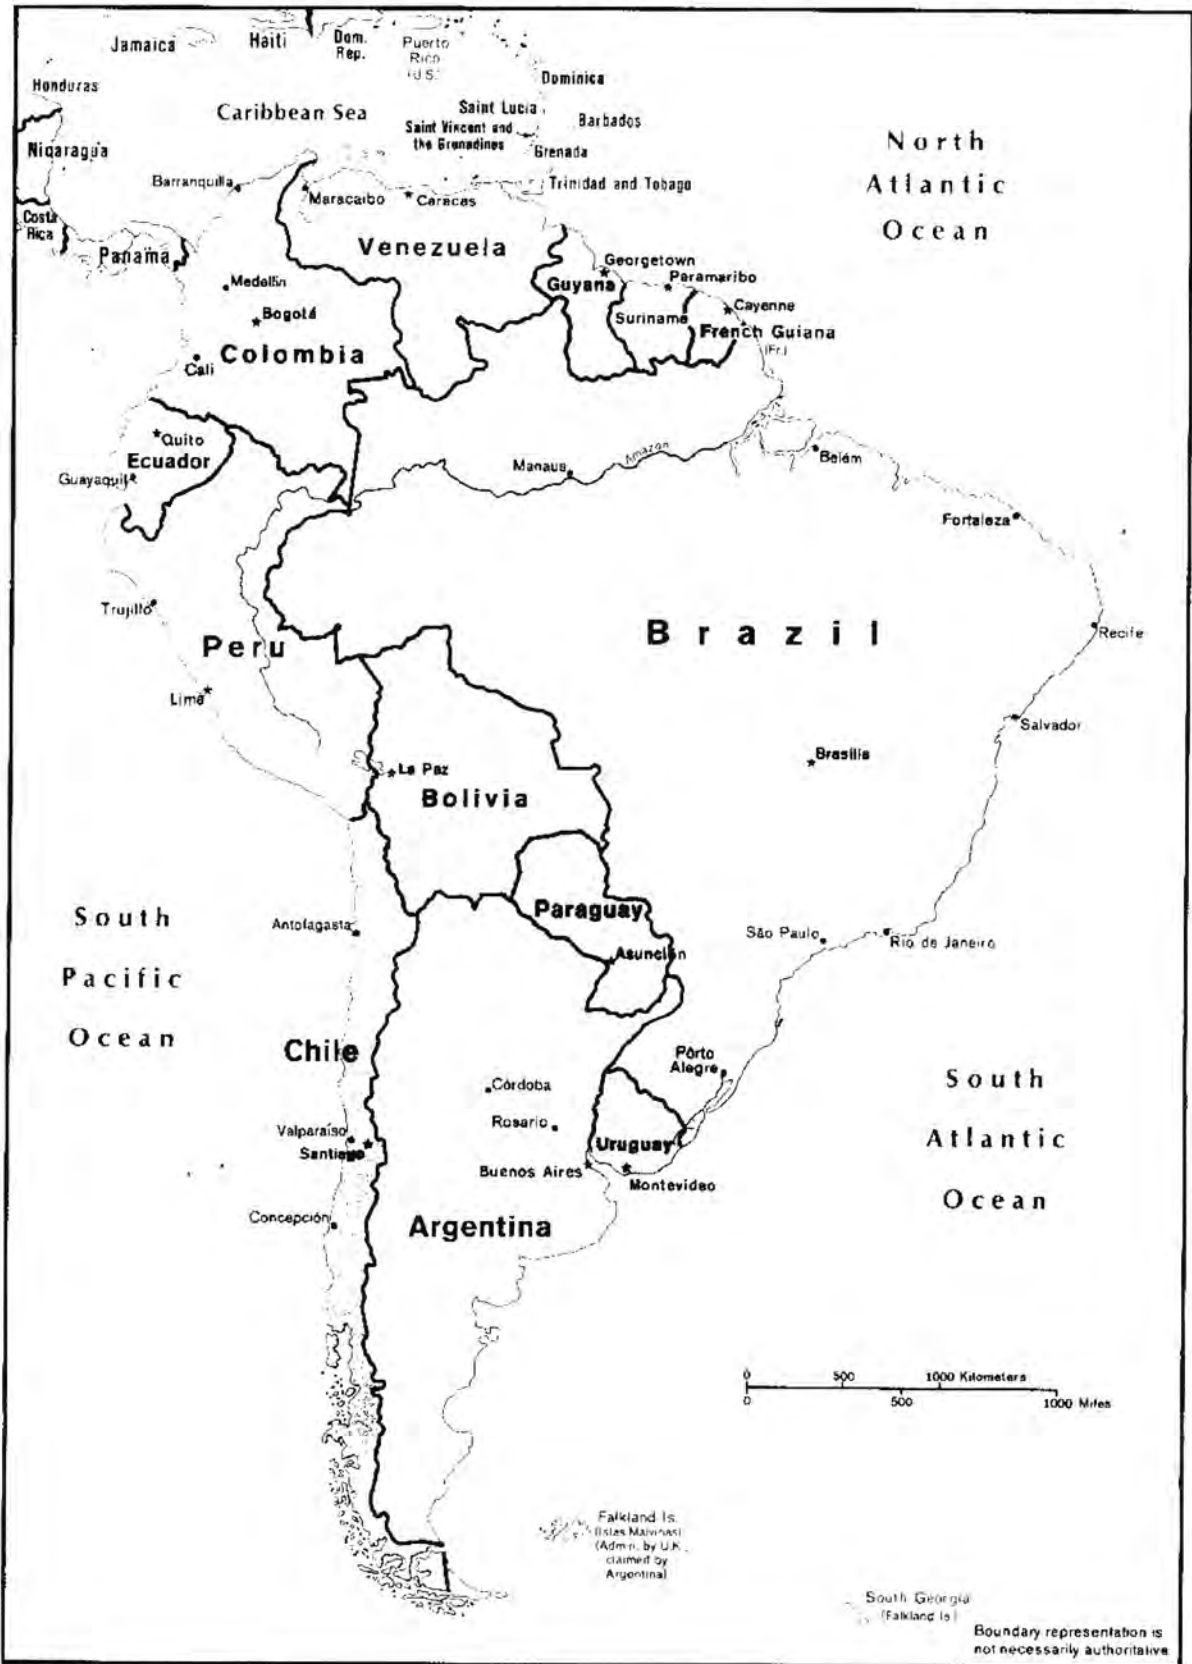 Jamaica
Haiti
Dom.
Rep.
Puerto
Rico
(U.S.)
Honduras
Dominica
Caribbean Sea
Saint Lucia
Barbados
Saint Vincent and
the Grenadines
Nicaragua
Grenada
North
Atlantic
Ocean
Barranquilla
Maracaibo
Caracas
Trinidad and Tobago
Costa
Rica
Panama
Venezuela
Georgetown
Guyana
Paramaribo
Medellín
Bogotá
Suriname
Cayenne
French Guiana
(Fr.)
Colombia
Cali
Quito
Ecuador
Guayaquil
Manaus
Amazon
Belém
Fortaleza
Trujillo
Peru
Brazil
Recife
Lima
Salvador
La Paz
Brasília
Bolivia
South
Pacific
Ocean
Antofagasta
Paraguay
Asunción
São Paulo
Rio de Janeiro
Chile
Córdoba
Pôrto
Alegre
South
Atlantic
Ocean
Valparaíso
Rosario
Santiago
Uruguay
Buenos Aires
Montevideo
Concepción
Argentina
0 500 1000 Kilometers
0 500 1000 Miles
Falkland Is.
(Islas Malvinas)
(Admin. by U.K.,
claimed by
Argentina)
South Georgia
(Falkland Is.)
Boundary representation is
not necessarily authoritative